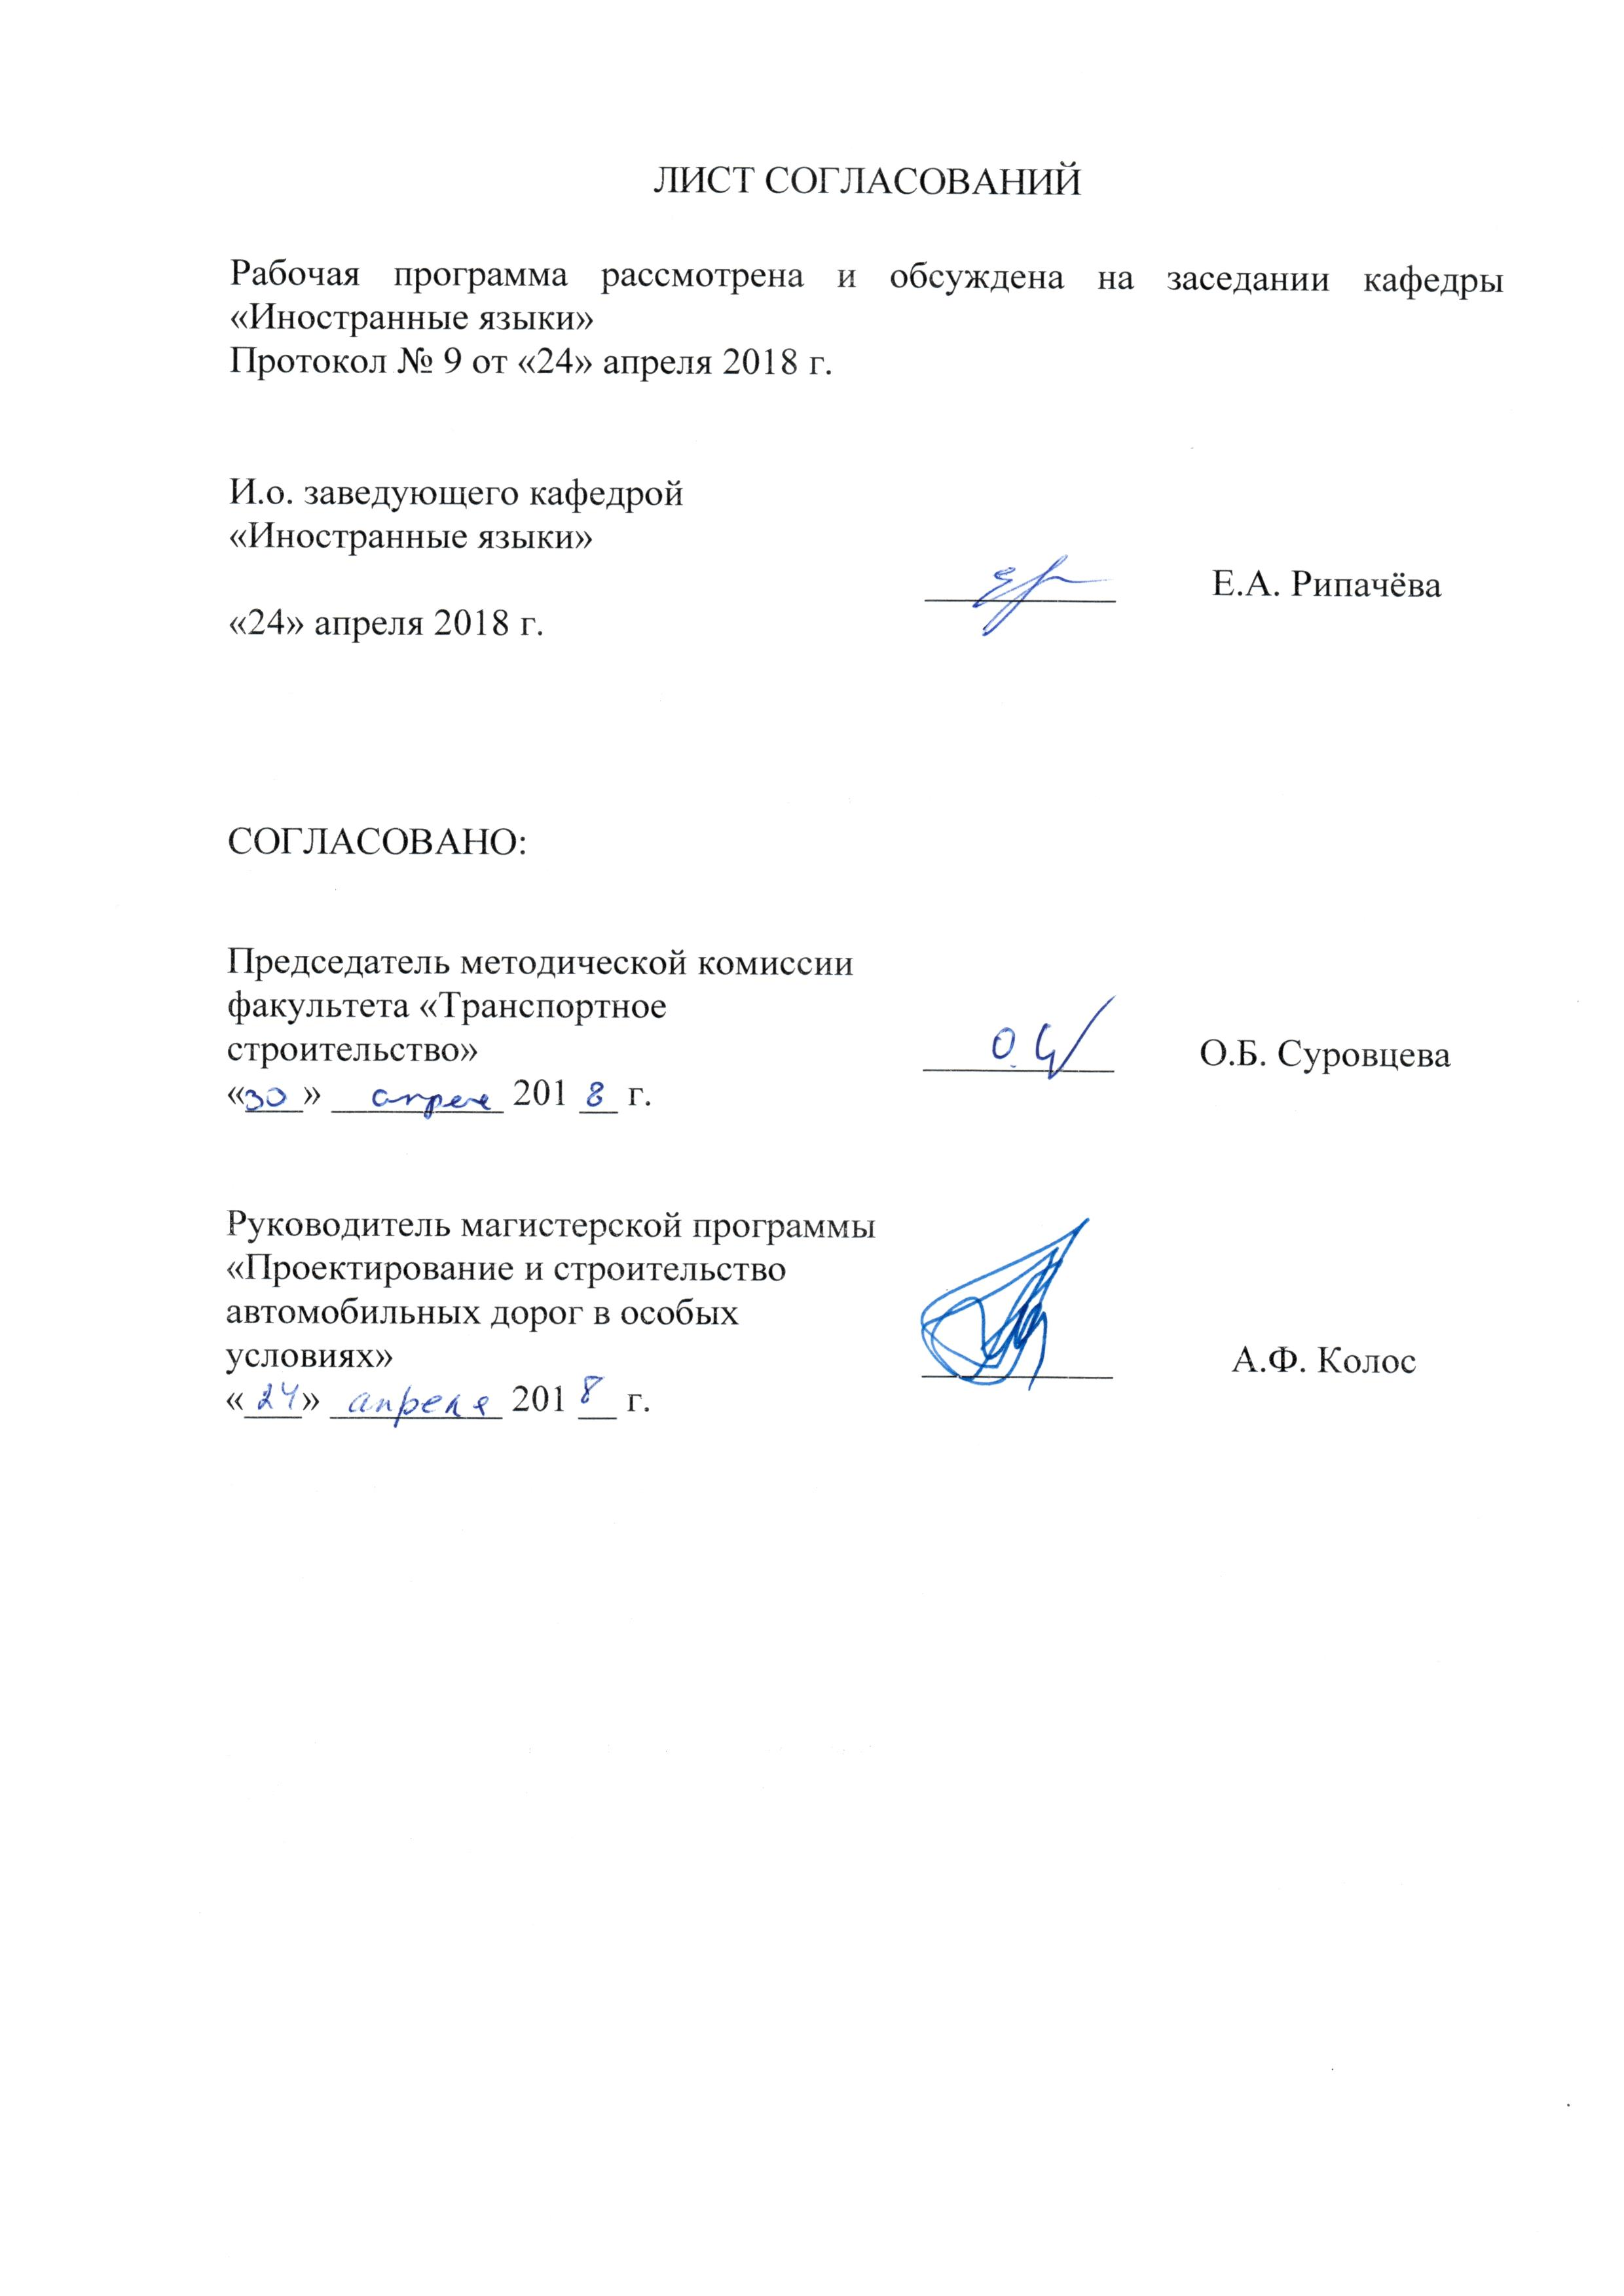 ЛИСТ СОГЛАСОВАНИЙ
Рабочая программа рассмотрена и обсуждена на заседании кафедры
«Иностранные языки»
Протокол № 9 от «24» апреля 2018 г.
И.о. заведующего кафедрой
«Иностранные языки»
Е.А. Рипачёва
«24» апреля 2018 г.
СОГЛАСОВАНО:
Председатель методической комиссии
факультета «Транспортное
строительство»
О.Б. Суровцева
«30» апреля 2018 г.
Руководитель магистерской программы
«Проектирование и строительство
автомобильных дорог в особых
условиях»
А.Ф. Колос
«24» апреля 2018 г.